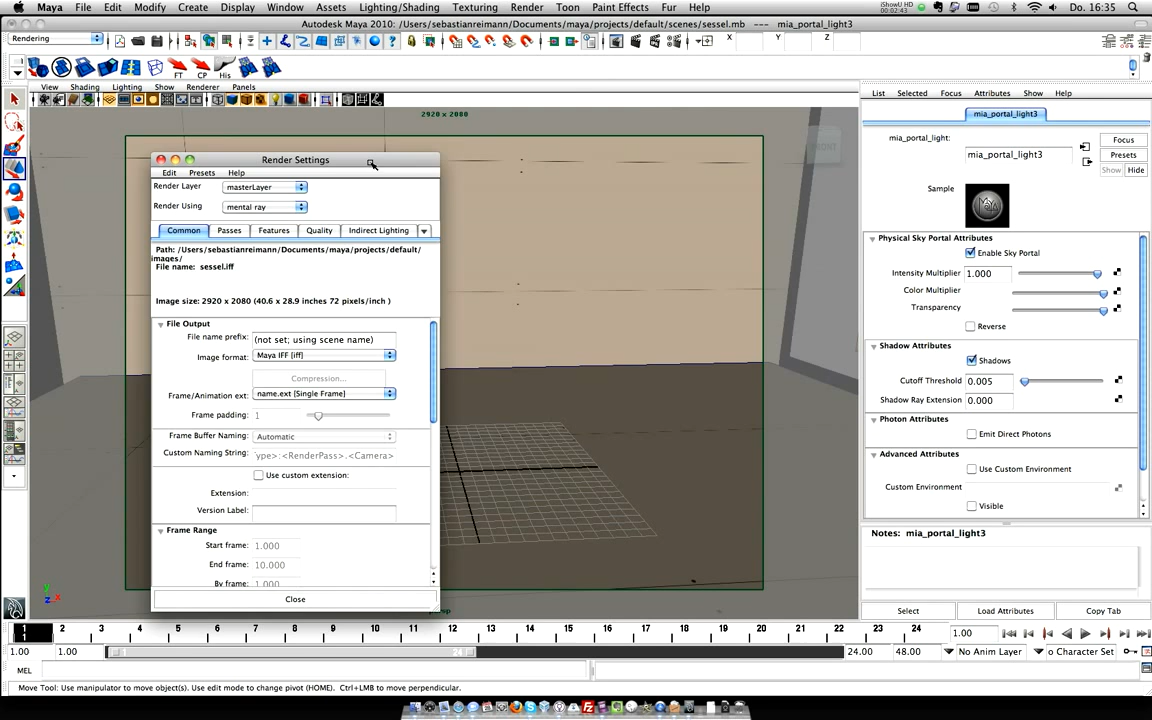 Maya File Edit Modify Create Display Window Assets Lighting/Shading Texturing Render Toon Paint Effects Fur Help
iShowU HD
00:02:43
Do. 16:35
Autodesk Maya 2010: /Users/sebastianreimann/Documents/maya/projects/default/scenes/sessel.mb --- mia_portal_light3
Rendering
X: Y: Z:
FT CP His
View Shading Lighting Show Renderer Panels
2920 x 2080
FRONT
Render Settings
Edit Presets Help
Render Layer masterLayer
Render Using mental ray
Common Passes Features Quality Indirect Lighting
Path: /Users/sebastianreimann/Documents/maya/projects/default/
images/
File name: sessel.iff
Image size: 2920 x 2080 (40.6 x 28.9 inches 72 pixels/inch )
File Output
File name prefix: (not set; using scene name)
Image format: Maya IFF [iff]
Compression...
Frame/Animation ext: name.ext [Single Frame]
Frame padding: 1
Frame Buffer Naming: Automatic
Custom Naming String: ype>:<RenderPass>.<Camera>
Use custom extension:
Extension:
Version Label:
Frame Range
Start frame: 1.000
End frame: 10.000
By frame: 1.000
Close
y
z x
List Selected Focus Attributes Show Help
mia_portal_light3
mia_portal_light: mia_portal_light3
Focus
Presets
Show Hide
Sample
Physical Sky Portal Attributes
Enable Sky Portal
Intensity Multiplier 1.000
Color Multiplier
Transparency
Reverse
Shadow Attributes
Shadows
Cutoff Threshold 0.005
Shadow Ray Extension 0.000
Photon Attributes
Emit Direct Photons
Advanced Attributes
Use Custom Environment
Custom Environment
Visible
Notes: mia_portal_light3
Select Load Attributes Copy Tab
1 2 3 4 5 6 7 8 9 10 11 12 13 14 15 16 17 18 19 20 21 22 23 24
1
1.00
1.00 1.00 1 24 24.00 48.00 No Anim Layer o Character Set
MEL
Move Tool: Use manipulator to move object(s). Use edit mode to change pivot (HOME). Ctrl+LMB to move perpendicular.